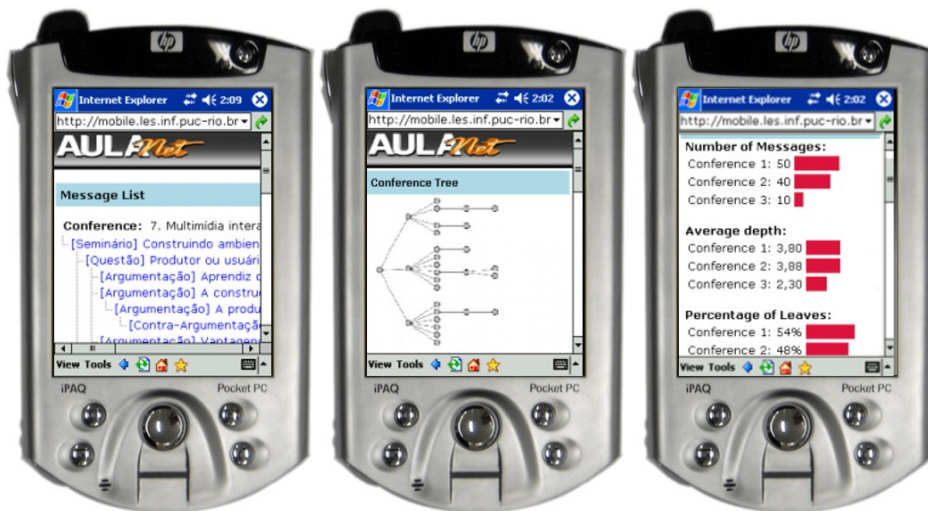 hp
Internet Explorer 2:09
http://mobile.les.inf.puc-rio.br
AULANet
Message List
Conference: 7. Multimídia intera
[Seminário] Construindo ambien
[Questão] Produtor ou usuári
[Argumentação] Aprendiz c
[Argumentação] A constru
[Argumentação] A produ
[Contra-Argumentaçã
[Argumentação] Vantagen
View Tools
iPAQ Pocket PC
hp
Internet Explorer 2:02
http://mobile.les.inf.puc-rio.br
AULANet
Conference Tree
View Tools
iPAQ Pocket PC
hp
Internet Explorer 2:02
http://mobile.les.inf.puc-rio.br
Number of Messages:
Conference 1: 50
Conference 2: 40
Conference 3: 10
Average depth:
Conference 1: 3,80
Conference 2: 3,88
Conference 3: 2,30
Percentage of Leaves:
Conference 1: 54%
Conference 2: 48%
View Tools
iPAQ Pocket PC